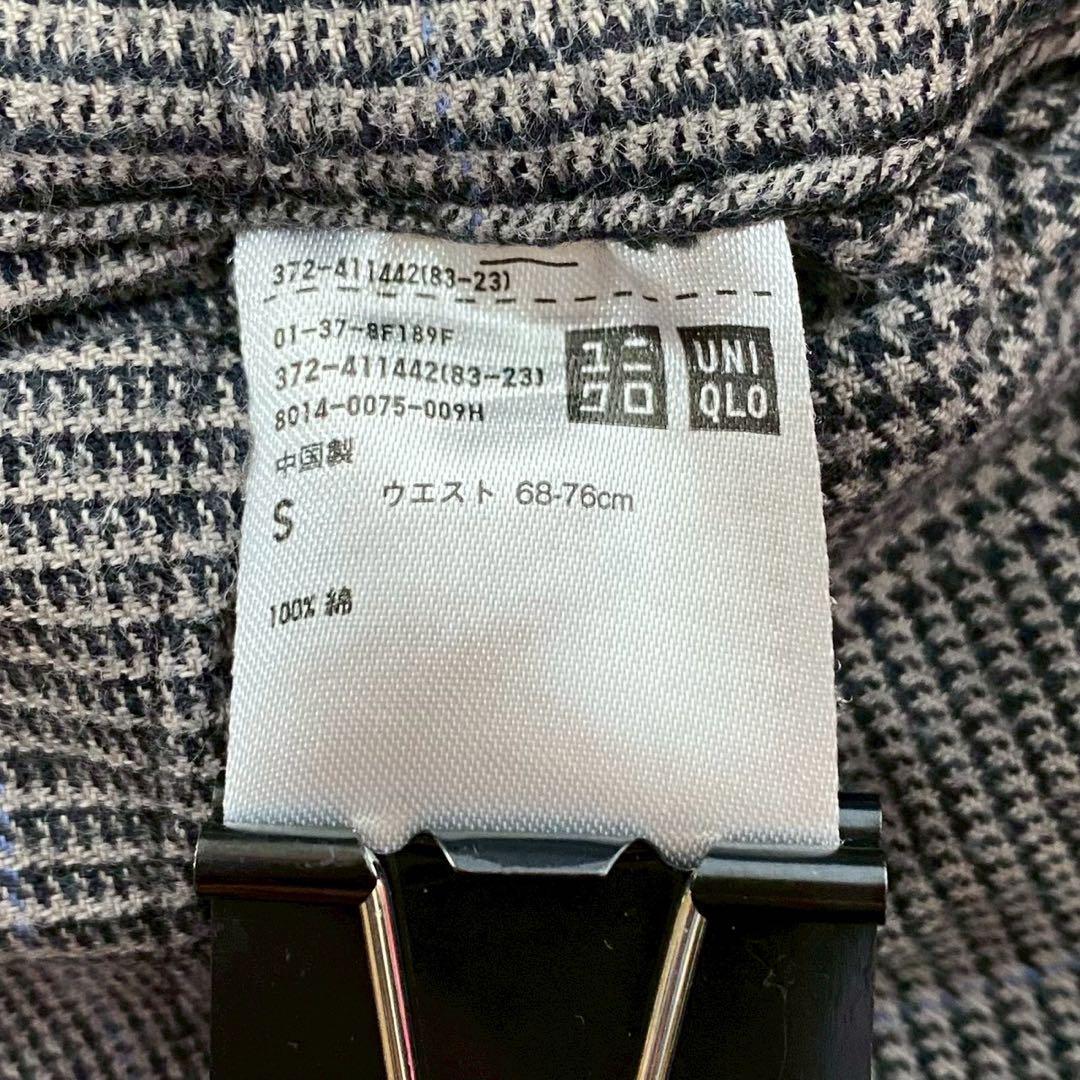 372-411442(83-23)
01-37-8F189F
372-411442(83-23)
8014-0075-009H
ユニ
クロ
UNI
QLO
中国製
S
ウエスト 68-76cm
100% 綿